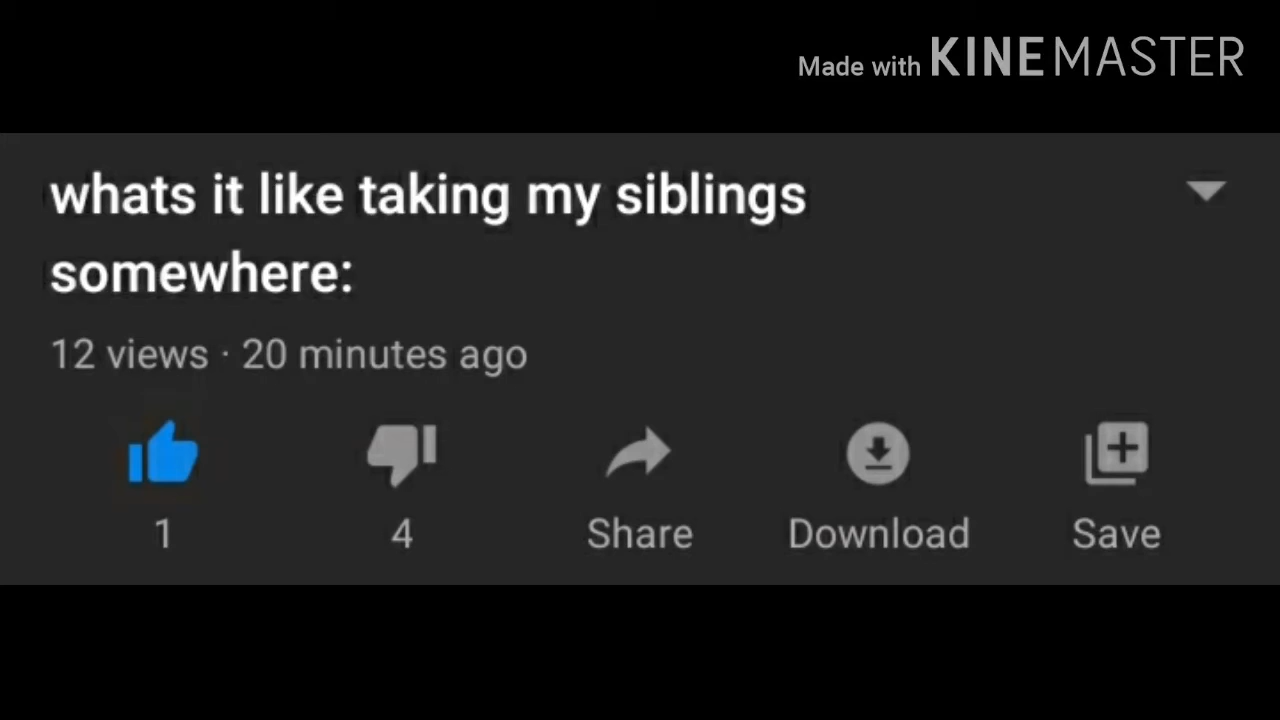 Made with KINEMASTER
whats it like taking my siblings
somewhere:
12 views · 20 minutes ago
1 4 Share Download Save